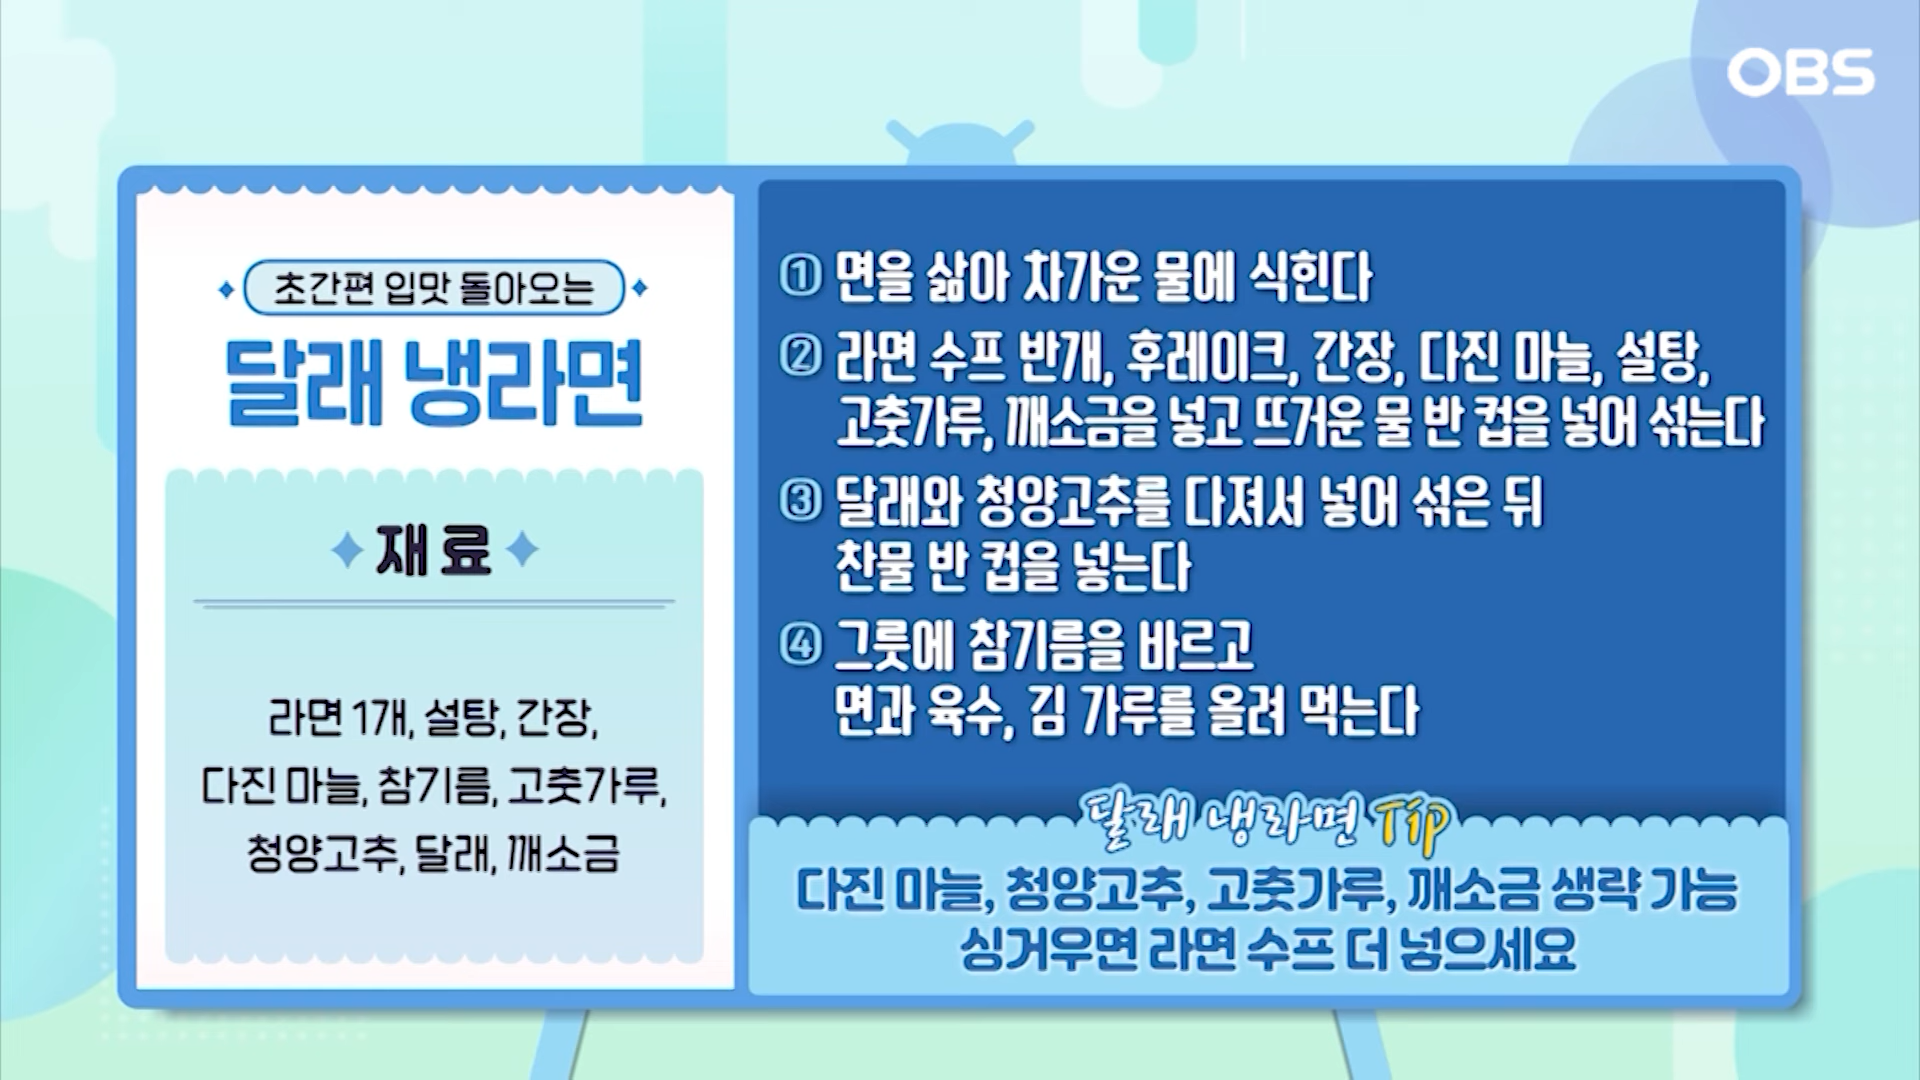 OBS
초간편 입맛 돌아오는
달래 냉라면
재료
라면 1개, 설탕, 간장,
다진 마늘, 참기름, 고춧가루,
청양고추, 달래, 깨소금
① 면을 삶아 차가운 물에 식힌다
② 라면 수프 반개, 후레이크, 간장, 다진 마늘, 설탕,
고춧가루, 깨소금을 넣고 뜨거운 물 반 컵을 넣어 섞는다
③ 달래와 청양고추를 다져서 넣어 섞은 뒤
찬물 반 컵을 넣는다
④ 그릇에 참기름을 바르고
면과 육수, 김 가루를 올려 먹는다
달래 냉라면 Tip
다진 마늘, 청양고추, 고춧가루, 깨소금 생략 가능
싱거우면 라면 수프 더 넣으세요